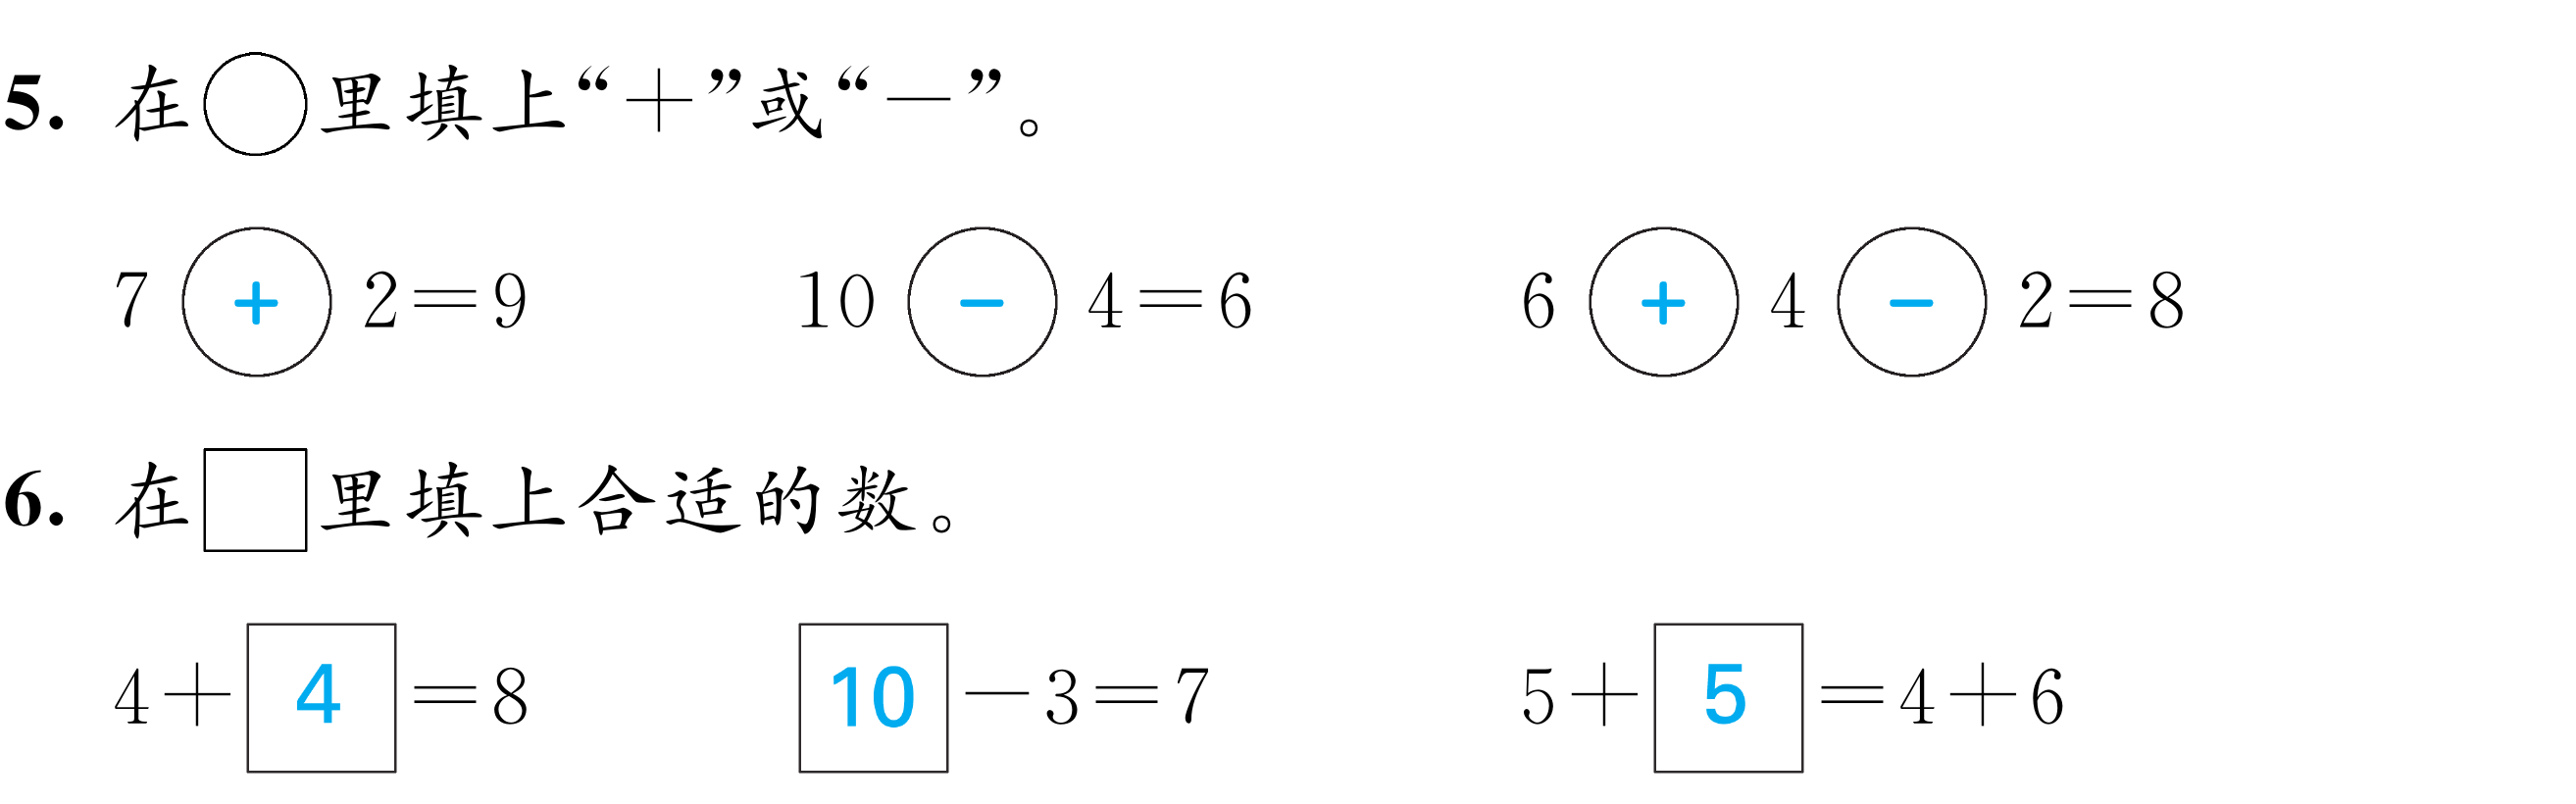 5. 在○里填上“+”或“－”。
7 + 2=9 10 － 4=6 6 + 4 － 2=8
6. 在□里填上合适的数。
4+4=8 10－3=7 5+5=4+6